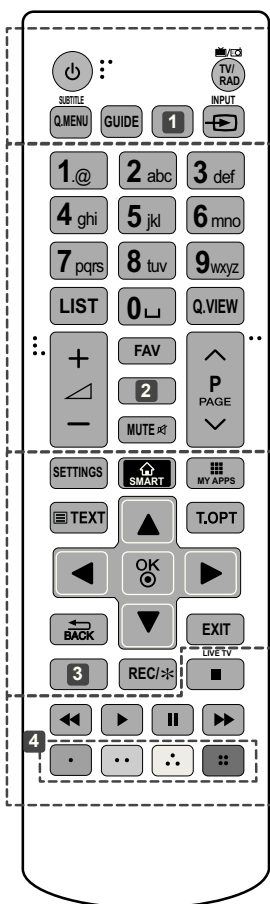 TV/
RAD
SUBTITLE
INPUT
Q.MENU GUIDE 1
1.@ 2 abc 3 def
4 ghi 5 jkl 6 mno
7 pqrs 8 tuv 9wxyz
LIST 0 Q.VIEW
+ FAV
2 P
PAGE
− MUTE
SETTINGS SMART MY APPS
TEXT T.OPT
OK
BACK EXIT
LIVE TV
3 REC/*
4